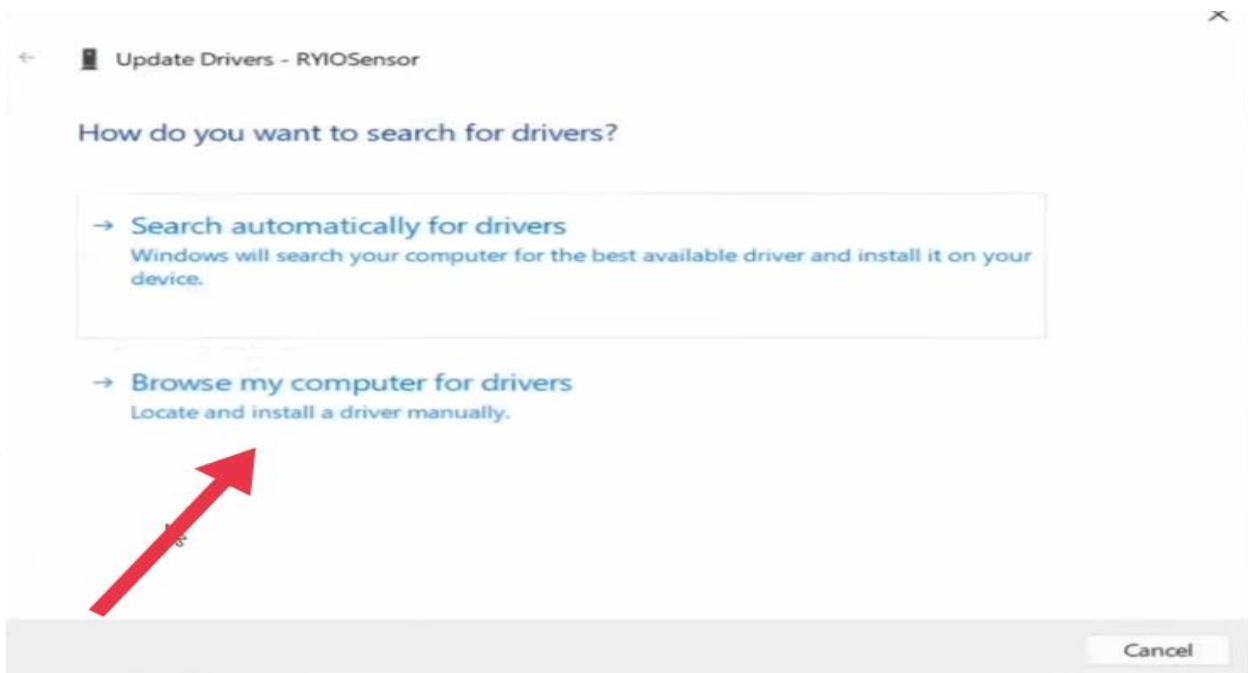 Update Drivers - RYIOSensor
How do you want to search for drivers?
Search automatically for drivers
Windows will search your computer for the best available driver and install it on your
device.
Browse my computer for drivers
Locate and install a driver manually.
Cancel